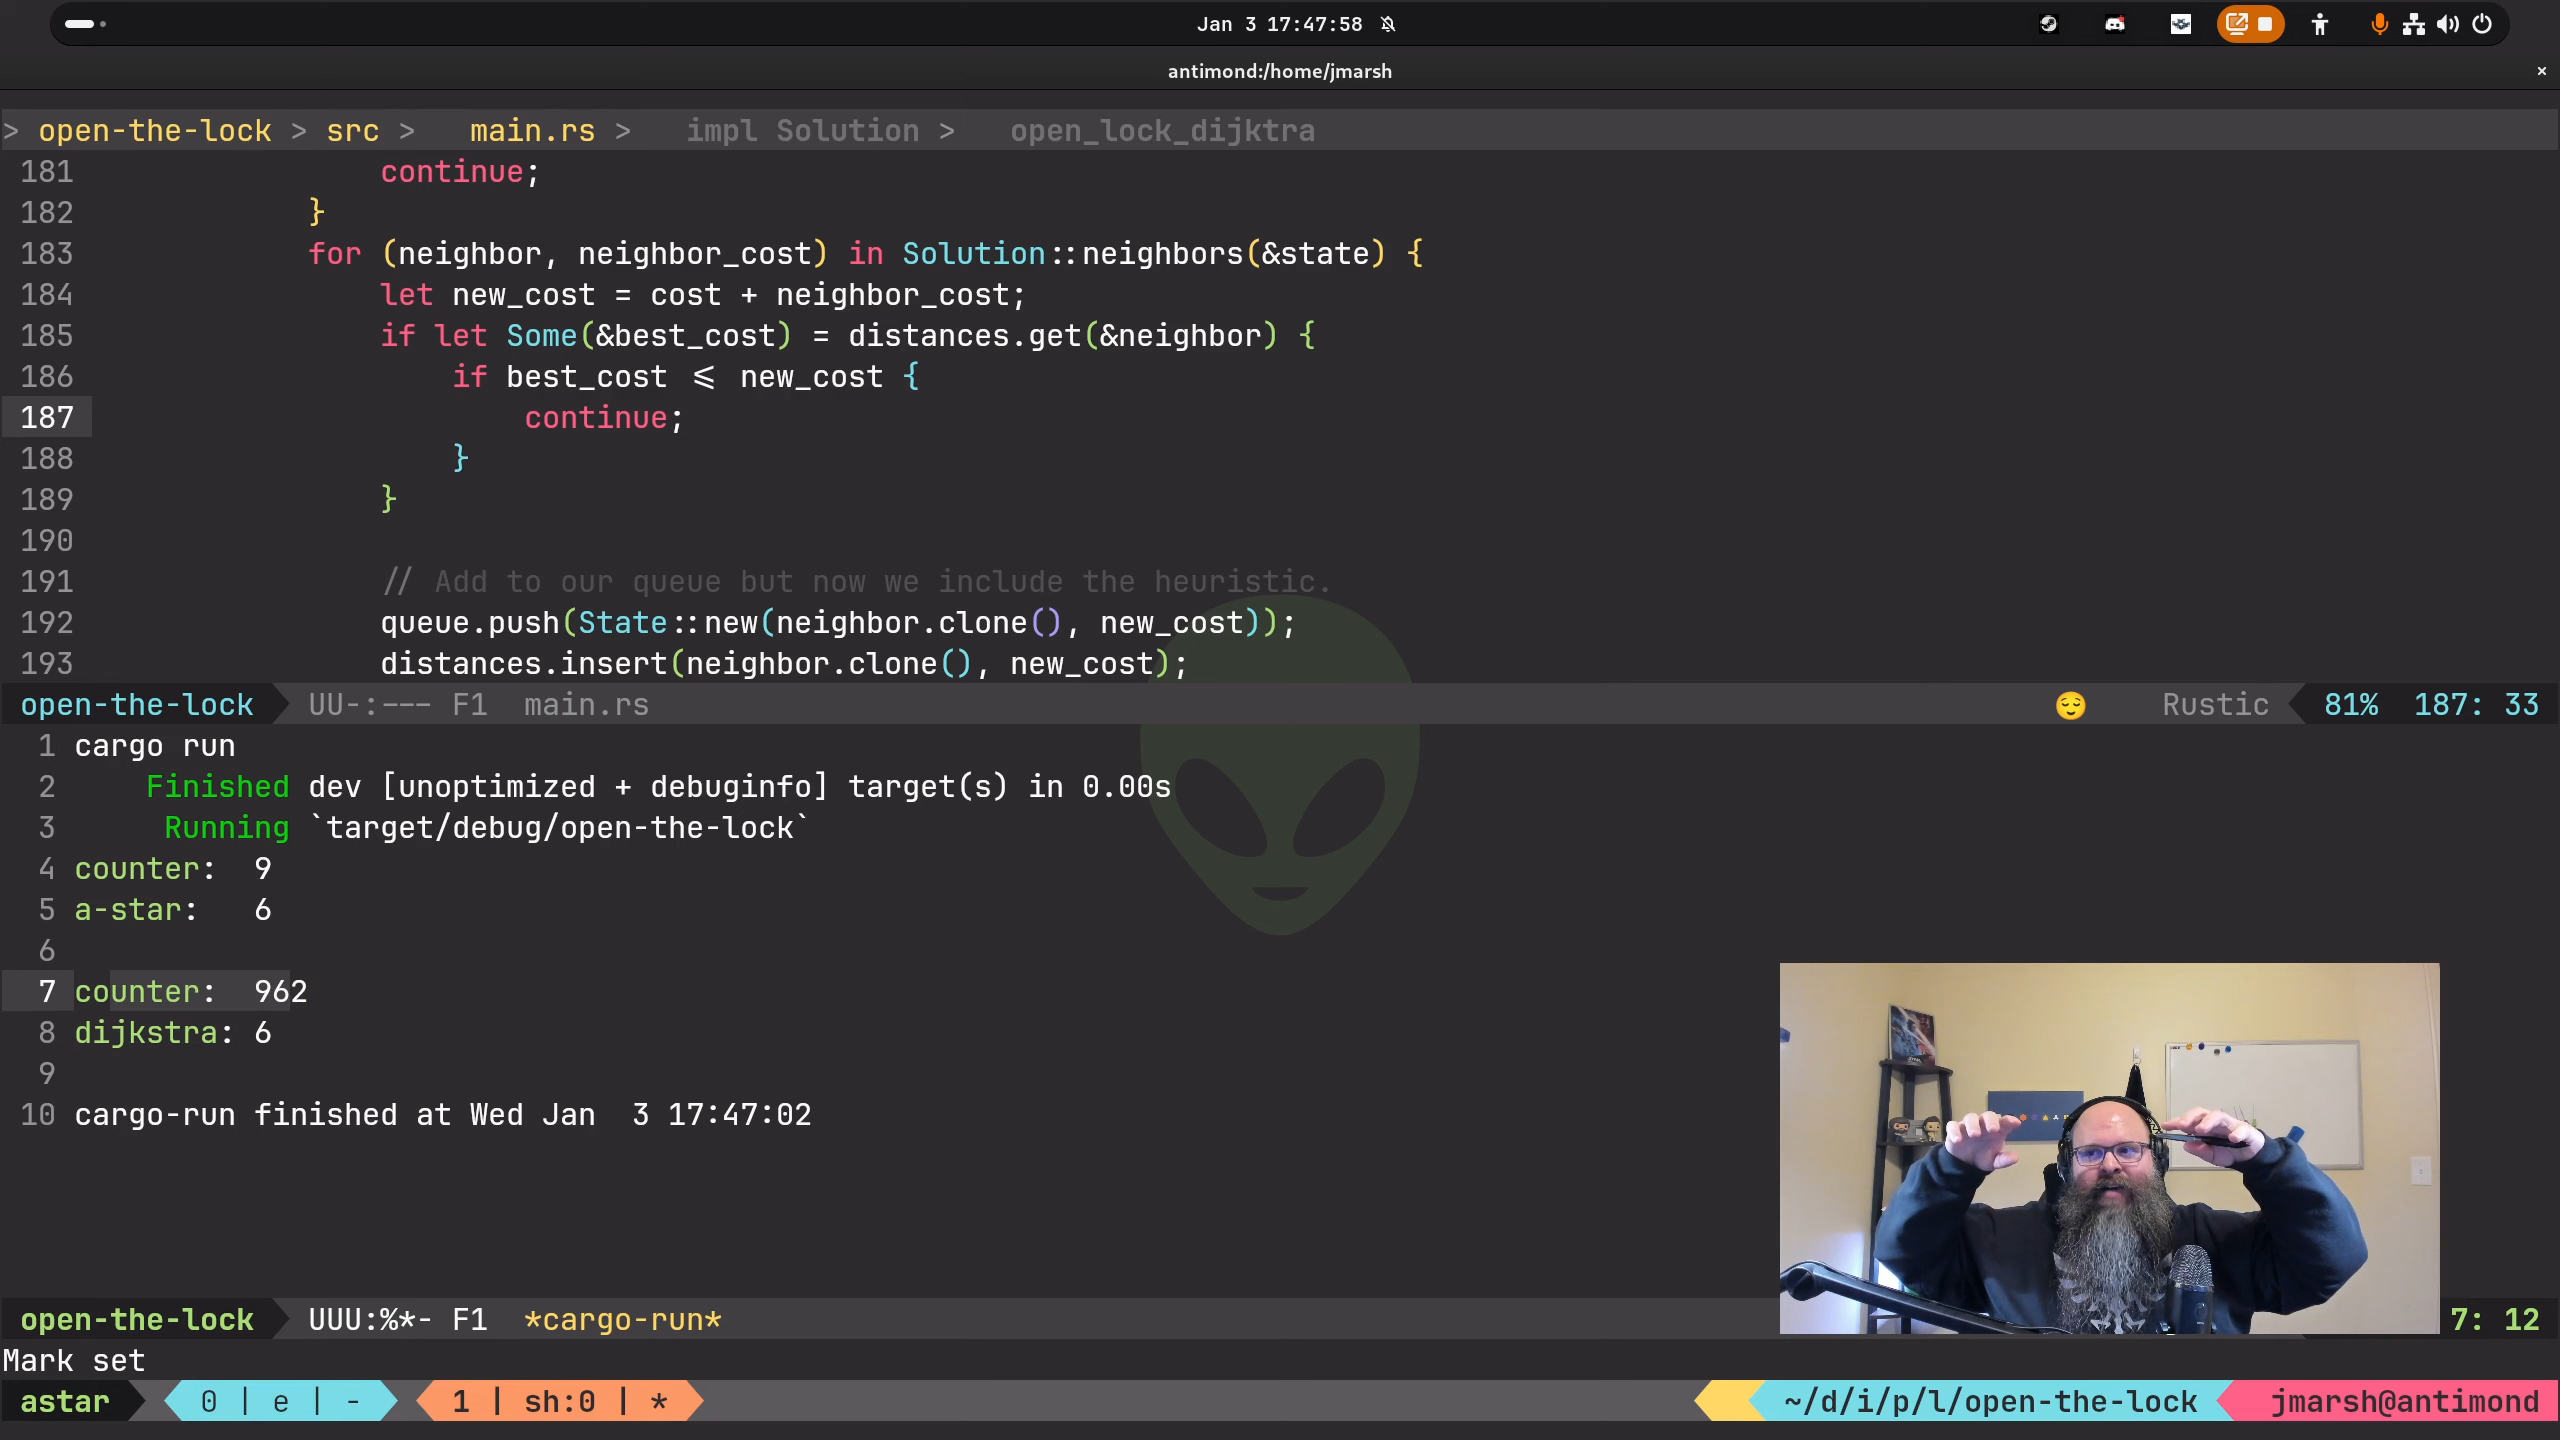 Jan 3 17:47:58
antimond:/home/jmarsh ×
> open-the-lock > src > main.rs > impl Solution > open_lock_dijktra
181 continue;
182 }
183 for (neighbor, neighbor_cost) in Solution::neighbors(&state) {
184 let new_cost = cost + neighbor_cost;
185 if let Some(&best_cost) = distances.get(&neighbor) {
186 if best_cost <= new_cost {
187 continue;
188 }
189 }
190
191 // Add to our queue but now we include the heuristic.
192 queue.push(State::new(neighbor.clone(), new_cost));
193 distances.insert(neighbor.clone(), new_cost);
open-the-lock UU-:--- F1 main.rs 😌 Rustic 81% 187: 33
1 cargo run
2 Finished dev [unoptimized + debuginfo] target(s) in 0.00s
3 Running `target/debug/open-the-lock`
4 counter: 9
5 a-star: 6
6
7 counter: 962
8 dijkstra: 6
9
10 cargo-run finished at Wed Jan 3 17:47:02
open-the-lock UUU:%*- F1 *cargo-run* 7: 12
Mark set
astar 0 | e | - 1 | sh:0 | * ~/d/i/p/l/open-the-lock jmarsh@antimond